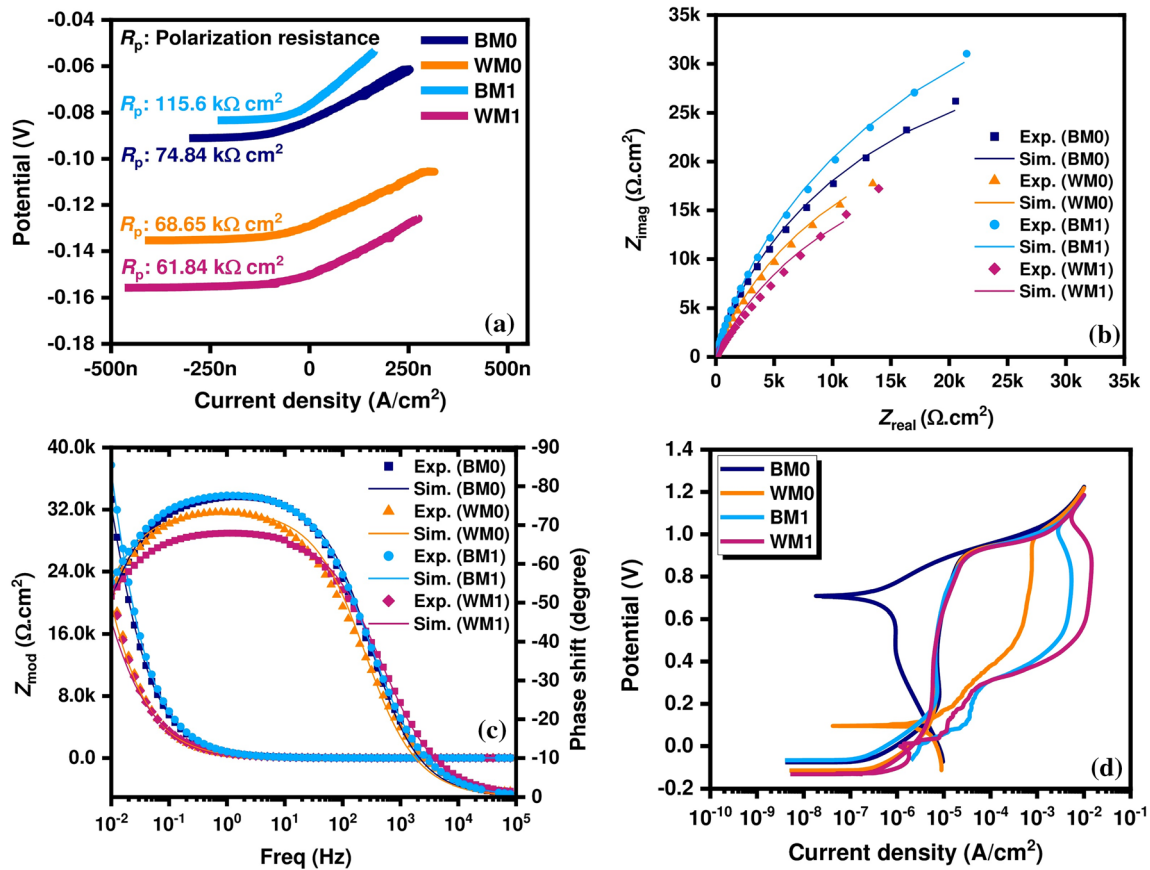 -0.04
-0.06
-0.08
-0.10
-0.12
-0.14
-0.16
-0.18
Potential (V)
Rp: Polarization resistance
BM0
WM0
BM1
WM1
Rp: 115.6 kΩ cm2
Rp: 74.84 kΩ cm2
Rp: 68.65 kΩ cm2
Rp: 61.84 kΩ cm2
(a)
-500n
-250n
0
250n
500n
Current density (A/cm2)
35k
30k
25k
20k
15k
10k
5k
0
Zimag (Ω.cm2)
Exp. (BM0)
Sim. (BM0)
Exp. (WM0)
Sim. (WM0)
Exp. (BM1)
Sim. (BM1)
Exp. (WM1)
Sim. (WM1)
(b)
0
5k
10k
15k
20k
25k
30k
35k
Zreal (Ω.cm2)
40.0k
32.0k
24.0k
16.0k
8.0k
0.0
Zmod (Ω.cm2)
Exp. (BM0)
Sim. (BM0)
Exp. (WM0)
Sim. (WM0)
Exp. (BM1)
Sim. (BM1)
Exp. (WM1)
Sim. (WM1)
(c)
-90
-80
-70
-60
-50
-40
-30
-20
-10
0
Phase shift (degree)
10-2
10-1
100
101
102
103
104
105
Freq (Hz)
1.4
1.2
1.0
0.8
0.6
0.4
0.2
0.0
-0.2
Potential (V)
BM0
WM0
BM1
WM1
(d)
10-10
10-9
10-8
10-7
10-6
10-5
10-4
10-3
10-2
10-1
Current density (A/cm2)